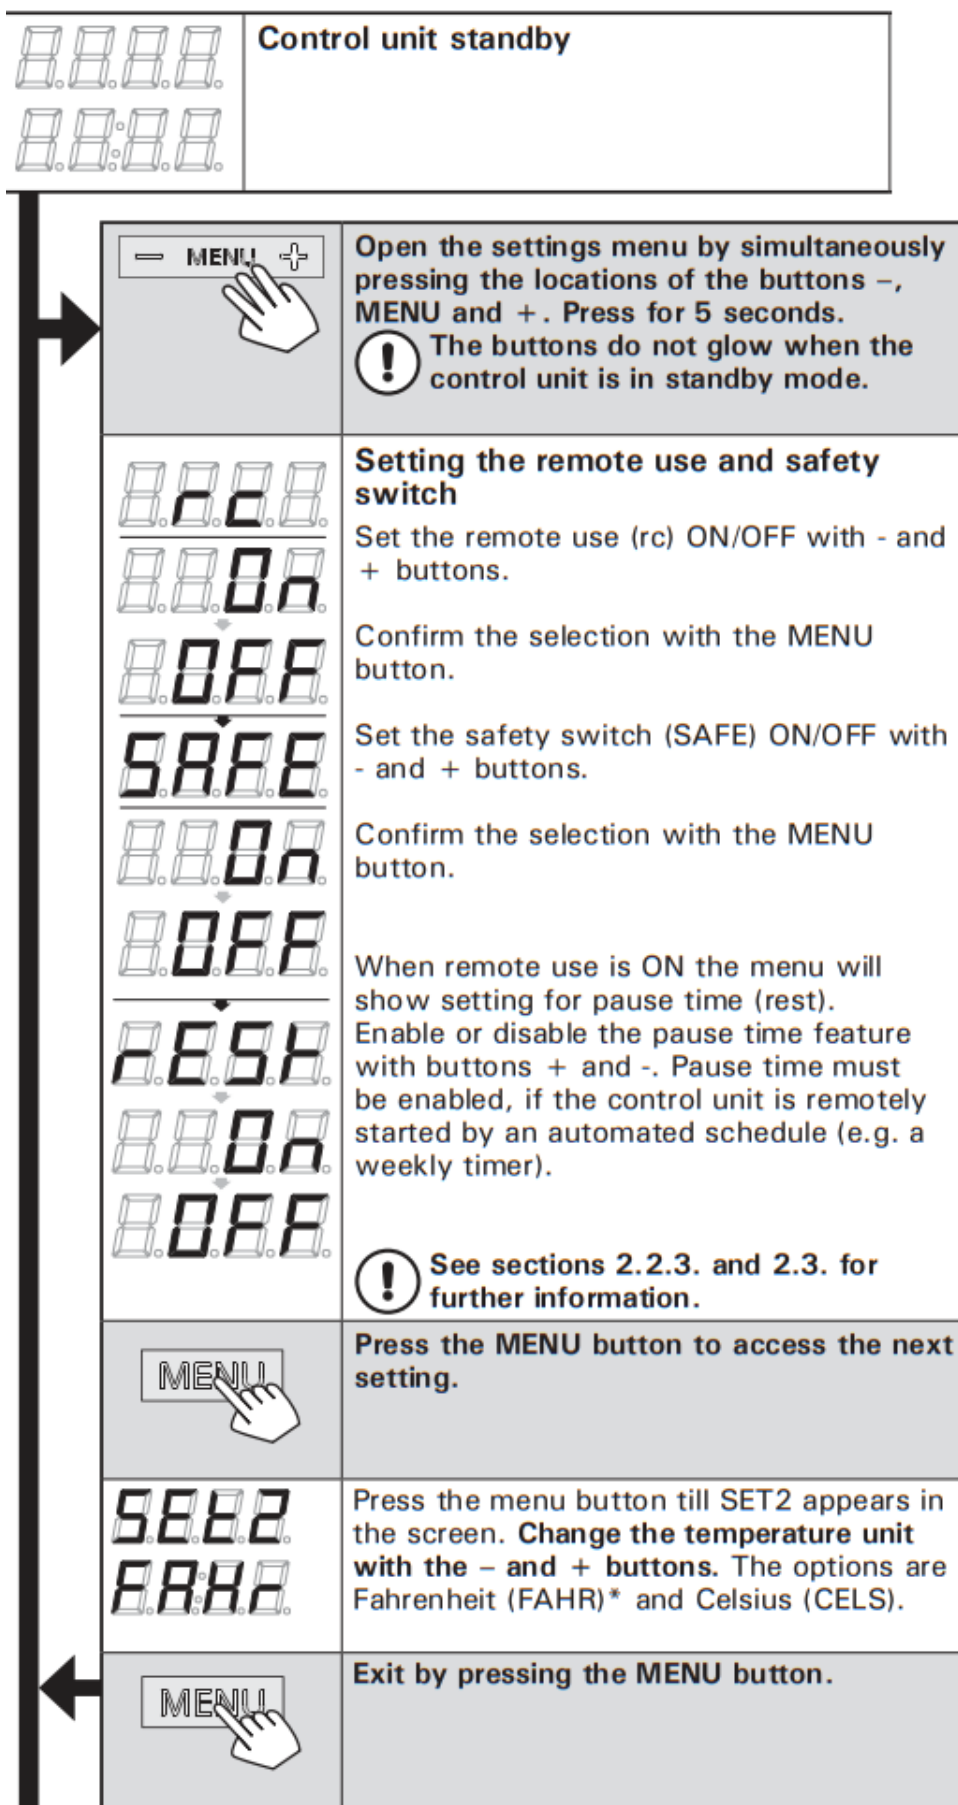 Control unit standby
– MENU +
Open the settings menu by simultaneously
pressing the locations of the buttons –,
MENU and +. Press for 5 seconds.
The buttons do not glow when the
control unit is in standby mode.
rc
On
OFF
SAFE
On
OFF
rESt
On
OFF
Setting the remote use and safety
switch
Set the remote use (rc) ON/OFF with - and
+ buttons.
Confirm the selection with the MENU
button.
Set the safety switch (SAFE) ON/OFF with
- and + buttons.
Confirm the selection with the MENU
button.
When remote use is ON the menu will
show setting for pause time (rest).
Enable or disable the pause time feature
with buttons + and -. Pause time must
be enabled, if the control unit is remotely
started by an automated schedule (e.g. a
weekly timer).
See sections 2.2.3. and 2.3. for
further information.
MENU
Press the MENU button to access the next
setting.
SEt2
FAHr
Press the menu button till SET2 appears in
the screen. Change the temperature unit
with the – and + buttons. The options are
Fahrenheit (FAHR)* and Celsius (CELS).
MENU
Exit by pressing the MENU button.